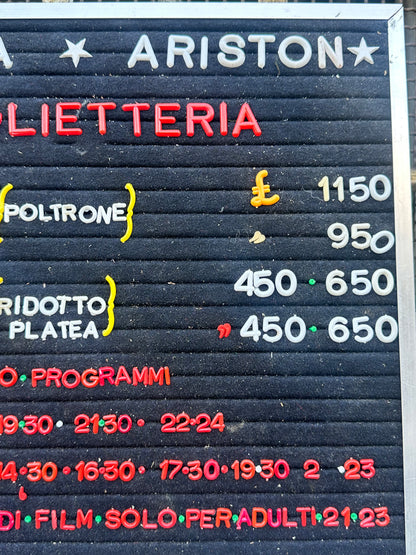 A ★ ARISTON ★
LIETTERIA
{POLTRONE} £ 1150
950
450·650
RIDOTTO
PLATEA} " 450·650
O·PROGRAMMI
19·30· 21·30· 22·24
14·30·16·30· 17·30·19·30 2 ·23
DI·FILM·SOLO·PER·ADULTI·21·23